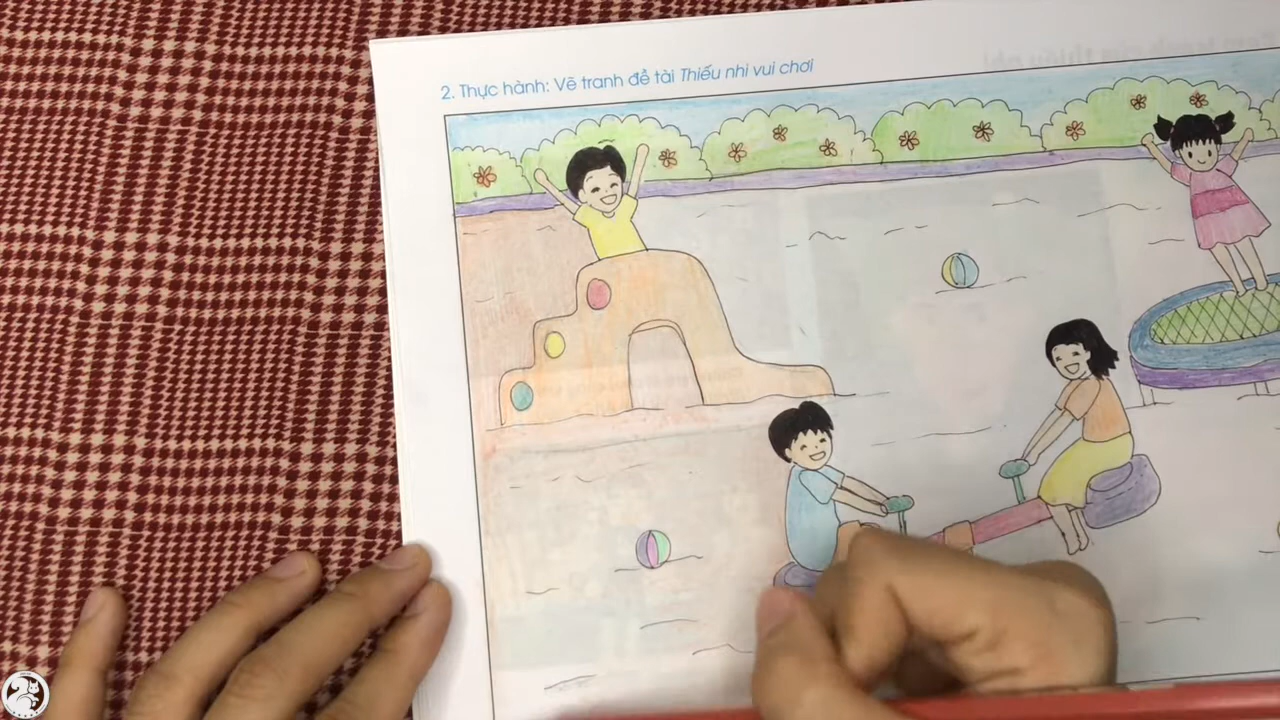 2. Thực hành: Vẽ tranh đề tài Thiếu nhi vui chơi